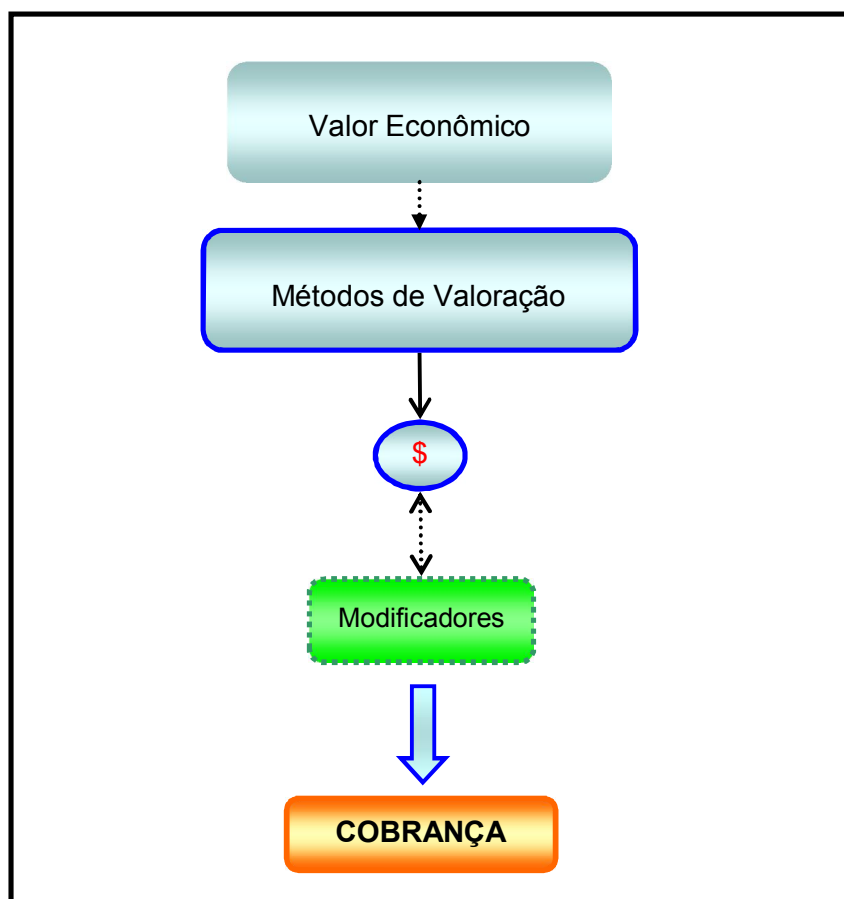 Valor Econômico
Métodos de Valoração
$
Modificadores
COBRANÇA